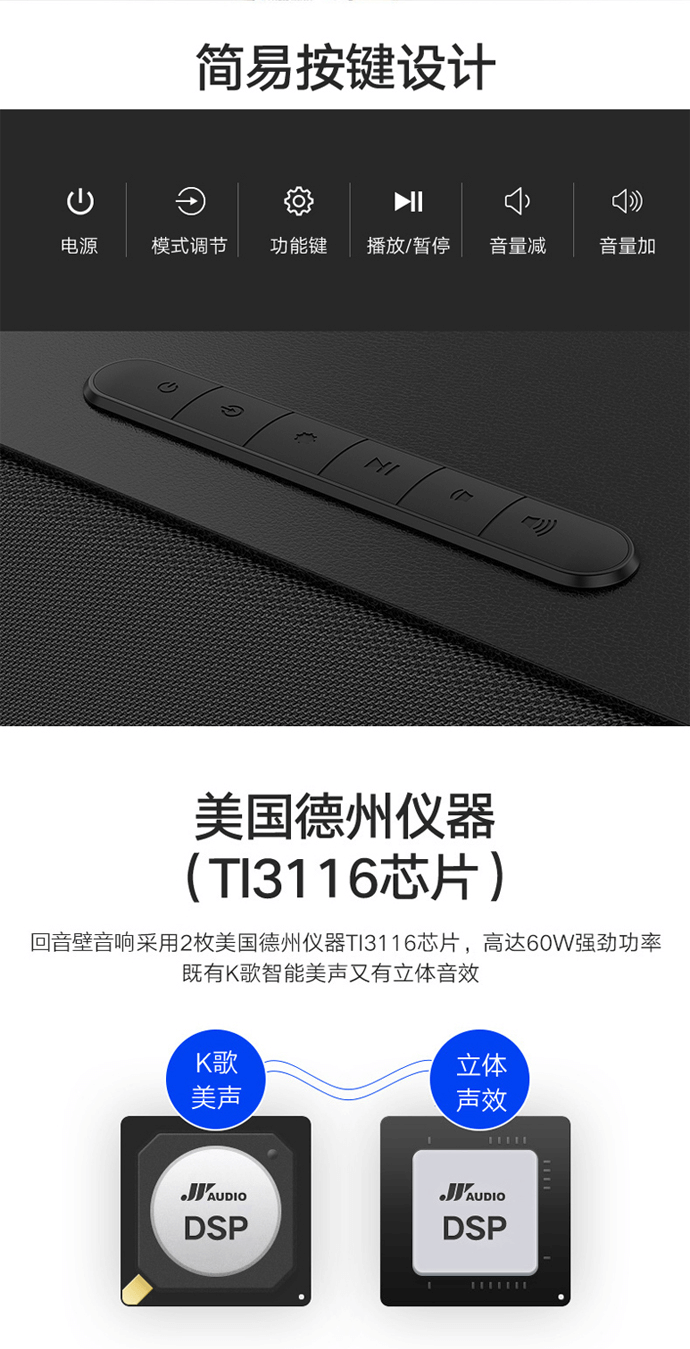 简易按键设计
电源
模式调节
功能键
播放/暂停
音量减
音量加
美国德州仪器
（TI3116芯片）
回音壁音响采用2枚美国德州仪器TI3116芯片，高达60W强劲功率
既有K歌智能美声又有立体音效
K歌
美声
立体
声效
JY AUDIO
DSP
JY AUDIO
DSP